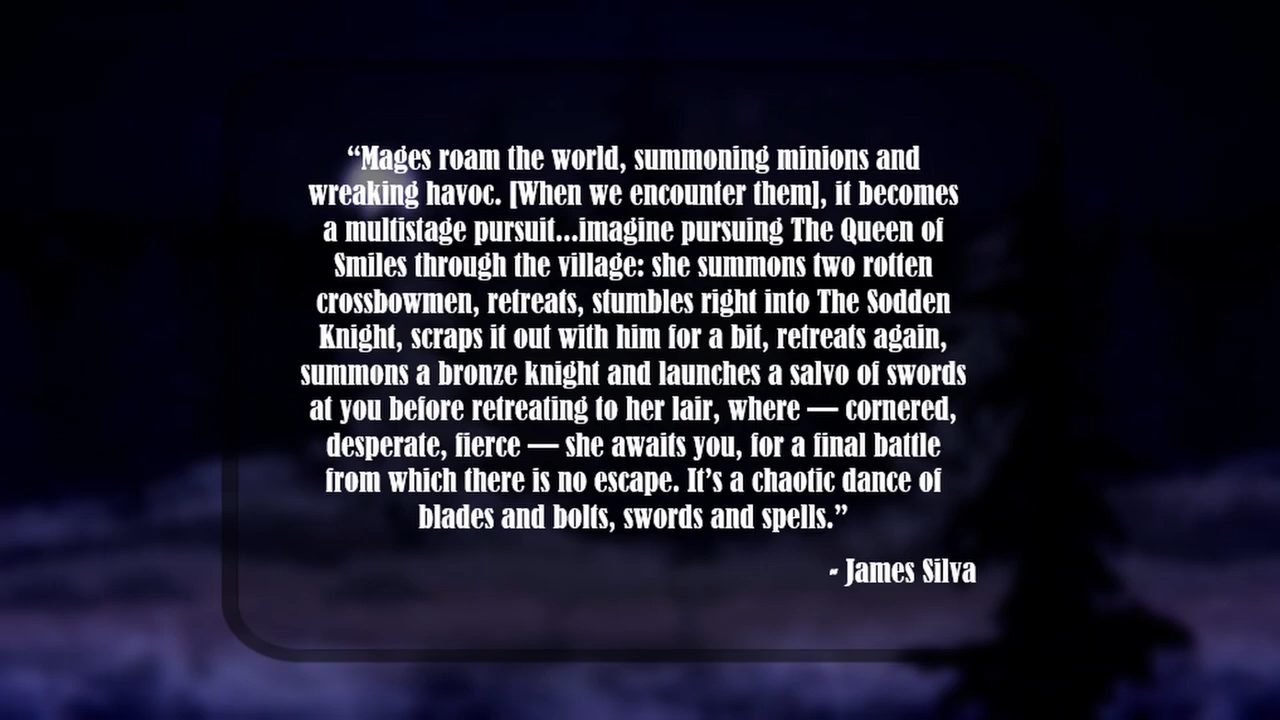 “Mages roam the world, summoning minions and
wreaking havoc. [When we encounter them], it becomes
a multistage pursuit...imagine pursuing The Queen of
Smiles through the village: she summons two rotten
crossbowmen, retreats, stumbles right into The Sodden
Knight, scraps it out with him for a bit, retreats again,
summons a bronze knight and launches a salvo of swords
at you before retreating to her lair, where — cornered,
desperate, fierce — she awaits you, for a final battle
from which there is no escape. It’s a chaotic dance of
blades and bolts, swords and spells.”
- James Silva